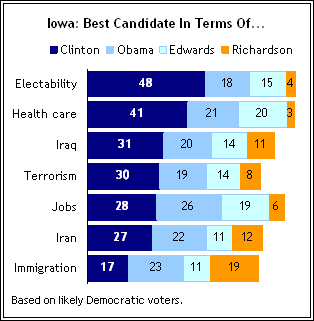 Iowa: Best Candidate In Terms Of...
Clinton Obama Edwards Richardson
Electability 48 18 15 4
Health care 41 21 20 3
Iraq 31 20 14 11
Terrorism 30 19 14 8
Jobs 28 26 19 6
Iran 27 22 11 12
Immigration 17 23 11 19
Based on likely Democratic voters.